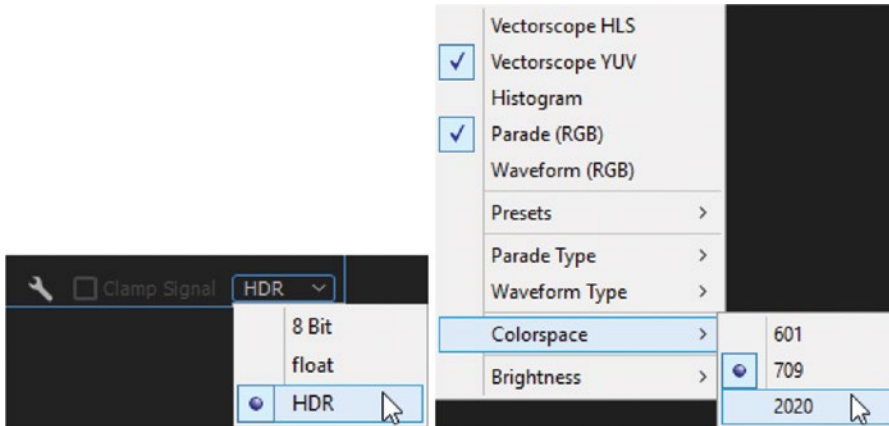 Clamp Signal HDR
8 Bit
float
HDR
Vectorscope HLS
Vectorscope YUV
Histogram
Parade (RGB)
Waveform (RGB)
Presets
Parade Type
Waveform Type
Colorspace
Brightness
601
709
2020